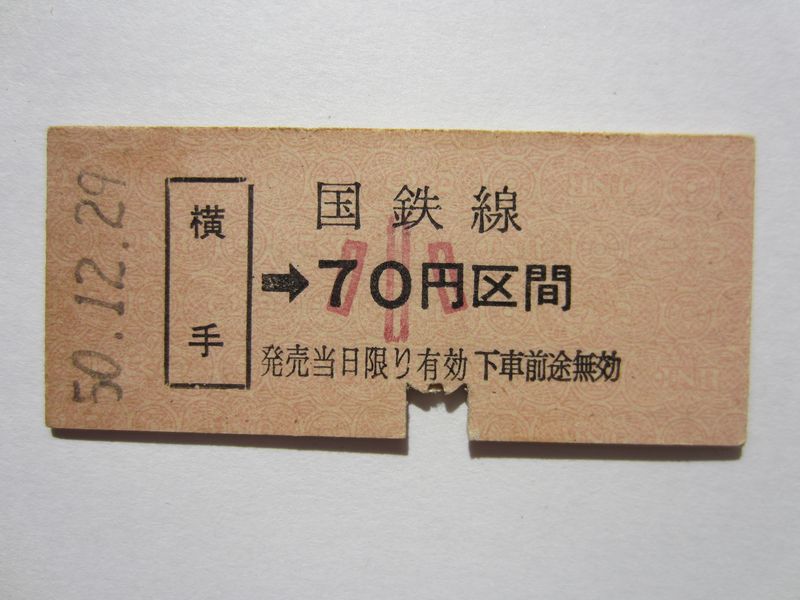 50.12.29
横手
国鉄線
小
➡70円区間
発売当日限り有効 下車前途無効